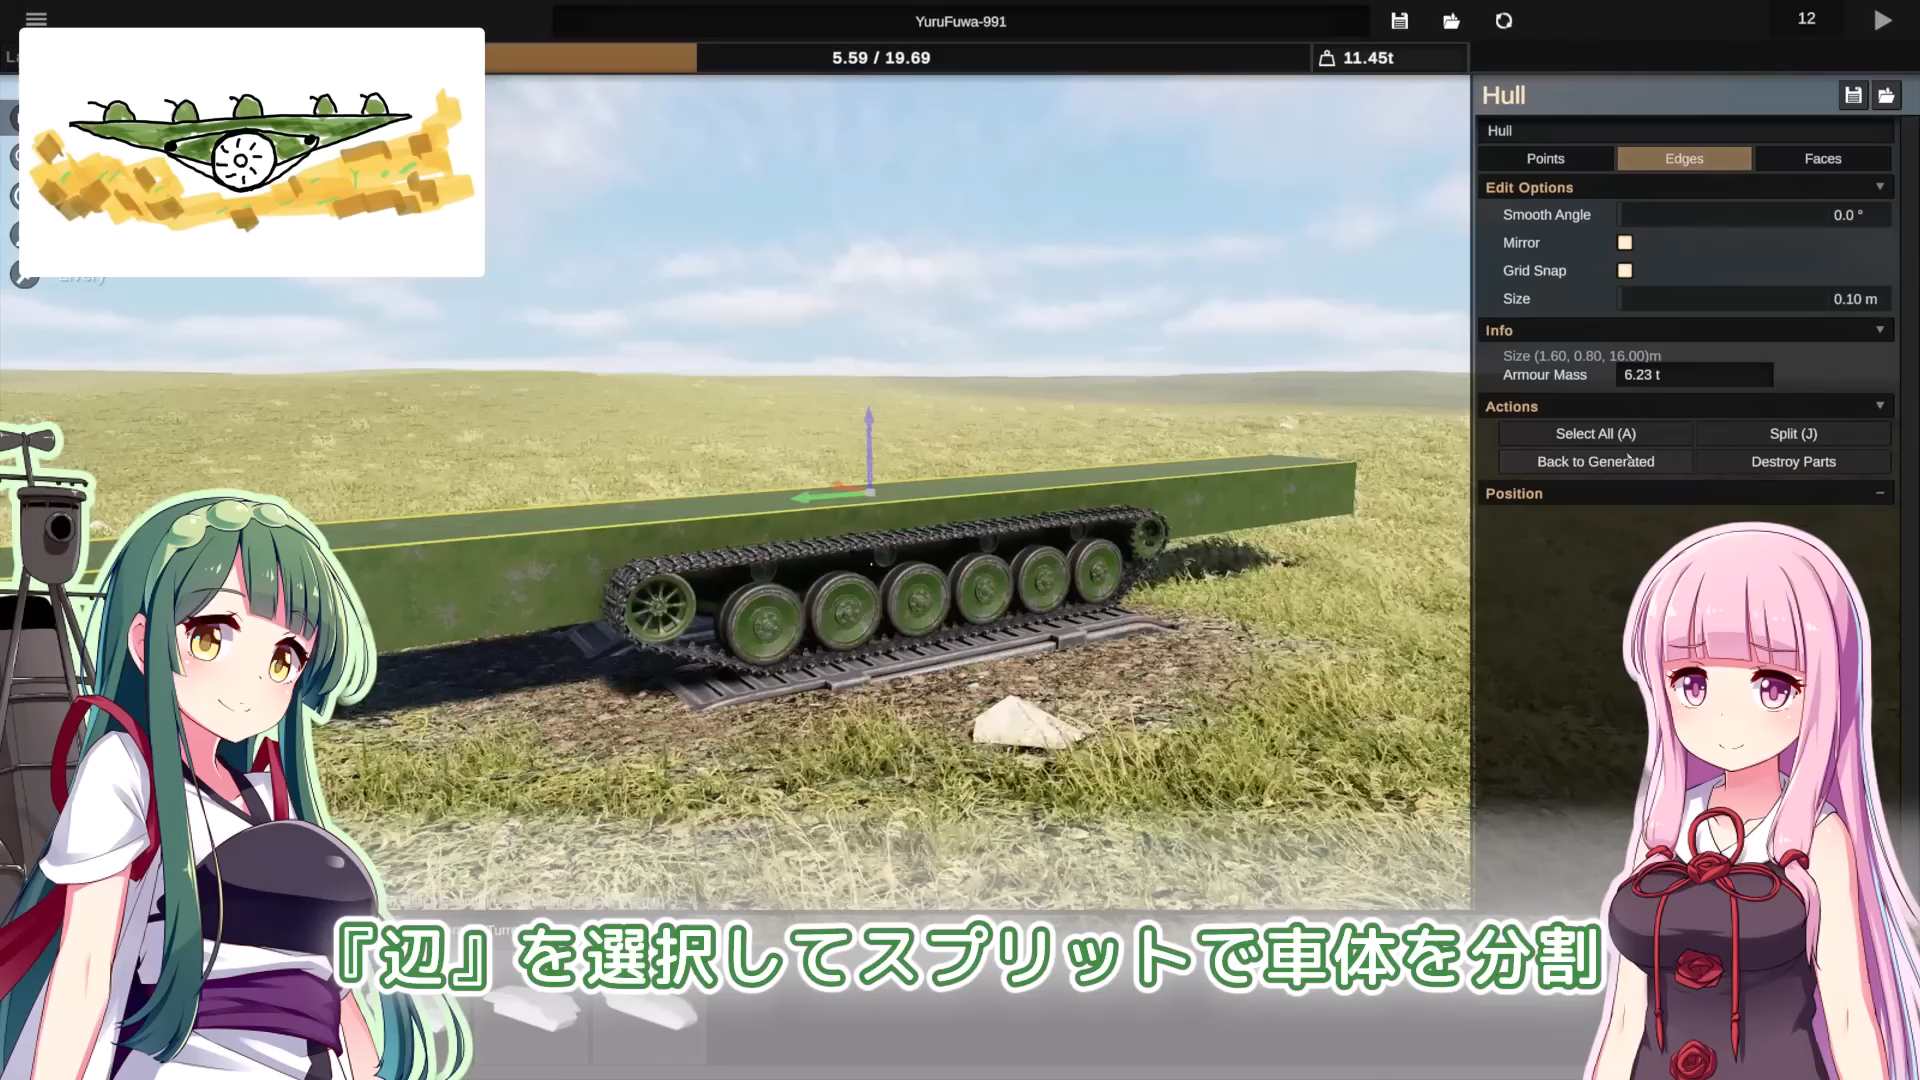 YuruFuwa-991
12
5.59 / 19.69
11.45t
Livery
Hull
Hull
Points
Edges
Faces
Edit Options
Smooth Angle
0.0 °
Mirror
Grid Snap
Size
0.10 m
Info
Size (1.60, 0.80, 16.00)m
Armour Mass
6.23 t
Actions
Select All (A)
Split (J)
Back to Generated
Destroy Parts
Position
『辺』を選択してスプリットで車体を分割